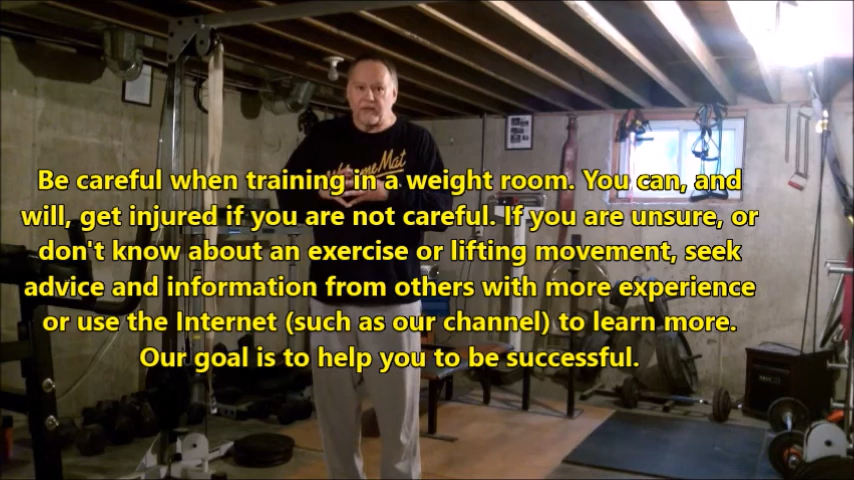 Mat
Be careful when training in a weight room. You can, and
will, get injured if you are not careful. If you are unsure, or
don't know about an exercise or lifting movement, seek
advice and information from others with more experience
or use the Internet (such as our channel) to learn more.
Our goal is to help you to be successful.